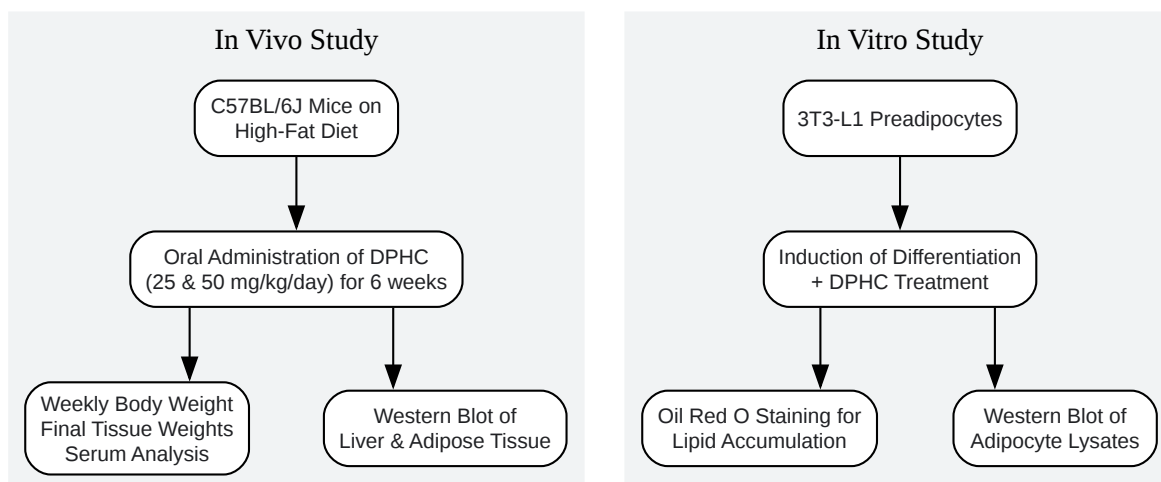 In Vivo Study
C57BL/6J Mice on
High-Fat Diet
Oral Administration of DPHC
(25 & 50 mg/kg/day) for 6 weeks
Weekly Body Weight
Final Tissue Weights
Serum Analysis
Western Blot of
Liver & Adipose Tissue
In Vitro Study
3T3-L1 Preadipocytes
Induction of Differentiation
+ DPHC Treatment
Oil Red O Staining for
Lipid Accumulation
Western Blot of
Adipocyte Lysates